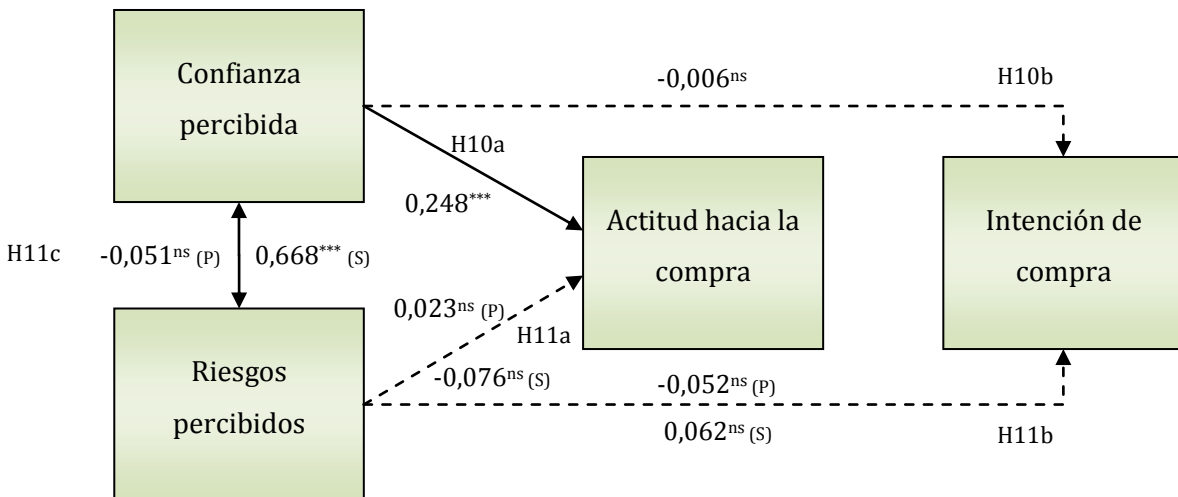 Confianza
percibida
-0,006ns
H10b
H10a
0,248***
Actitud hacia la
compra
Intención de
compra
H11c
-0,051ns (P)
0,668*** (S)
0,023ns (P)
H11a
-0,076ns (S)
Riesgos
percibidos
-0,052ns (P)
0,062ns (S)
H11b